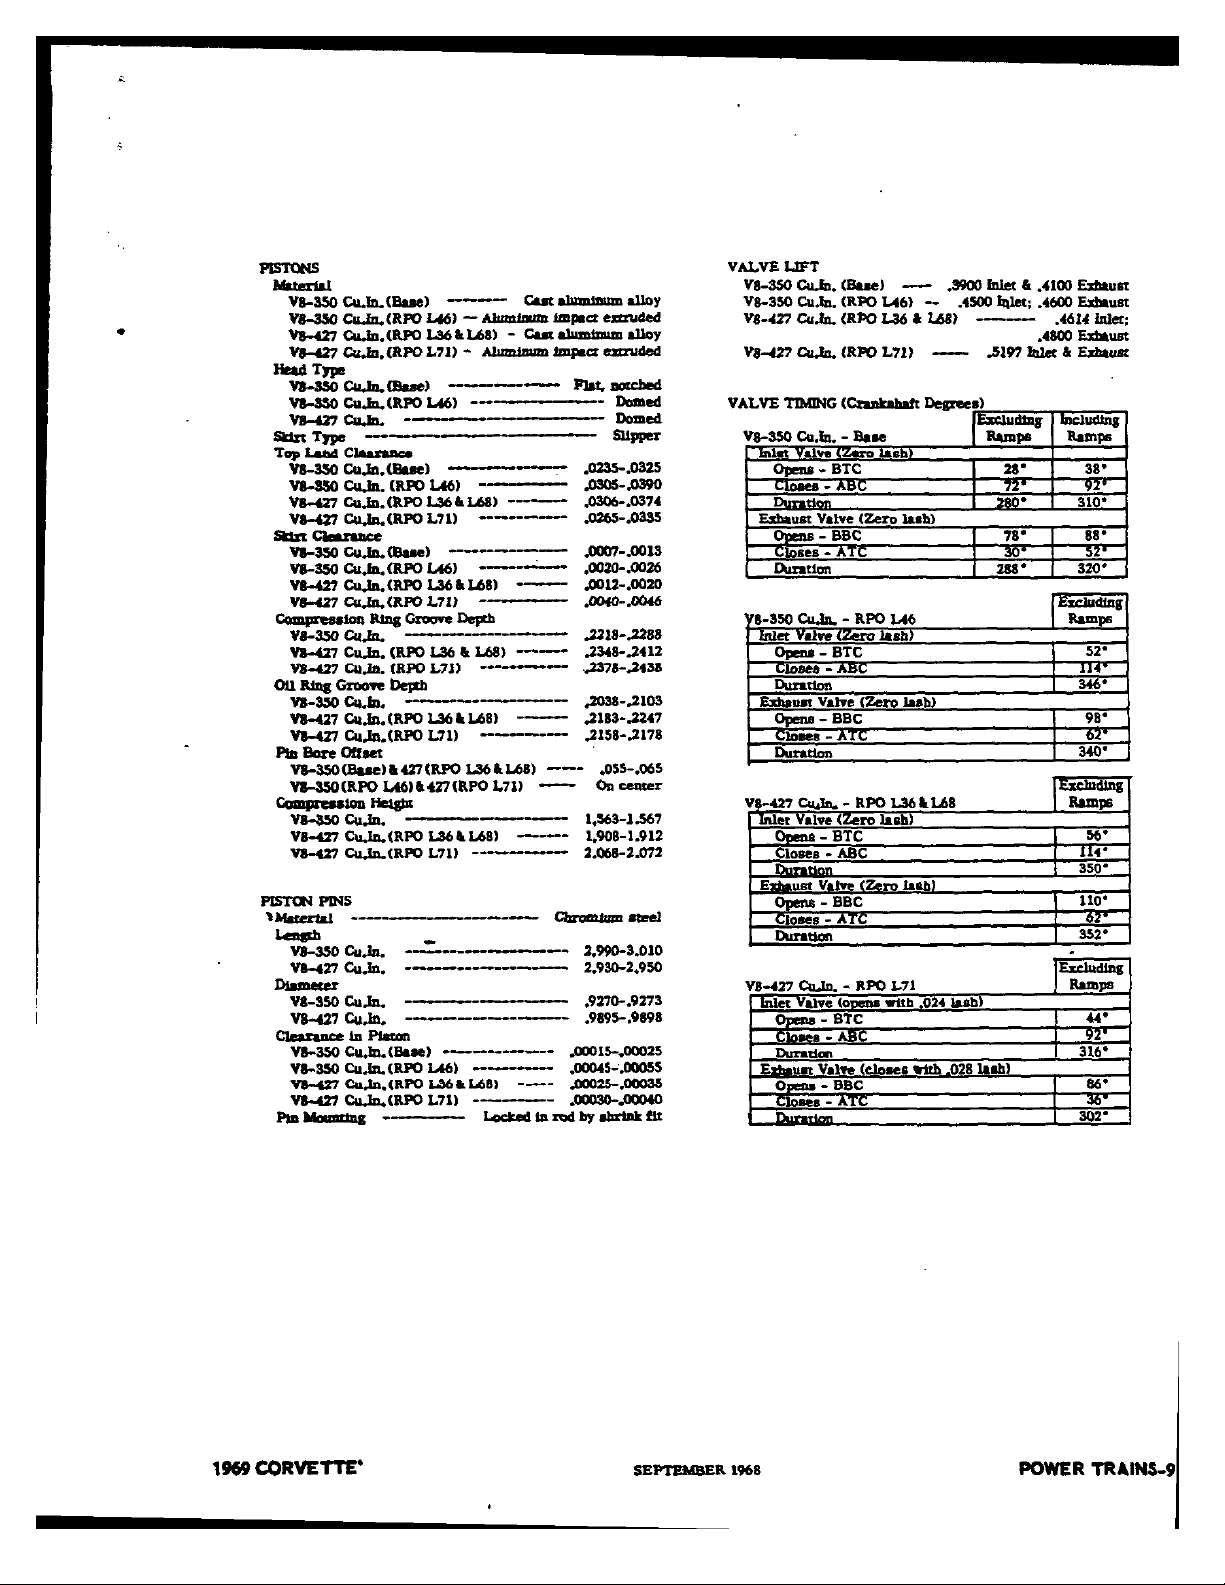 PISTONS
Material
V8-350 Cu.In. (Base) -------- Cast aluminum alloy
V8-350 Cu.In. (RPO L46) -- Aluminum impact extruded
V8-427 Cu.In. (RPO L36 & L68) - Cast aluminum alloy
V8-427 Cu.In. (RPO L71) - Aluminum impact extruded
Head Type
V8-350 Cu.In. (Base) -------------- Flat, notched
V8-350 Cu.In. (RPO L46) ---------------- Domed
V8-427 Cu.In. ------------------------ Domed
Skirt Type ---------------------------- Slipper
Top Land Clearance
V8-350 Cu.In. (Base) -------------- .0235-.0325
V8-350 Cu.In. (RPO L46) ----------- .0305-.0390
V8-427 Cu.In. (RPO L36 & L68) ------- .0306-.0374
V8-427 Cu.In. (RPO L71) ----------- .0265-.0335
Skirt Clearance
V8-350 Cu.In. (Base) -------------- .0007-.0013
V8-350 Cu.In. (RPO L46) ----------- .0020-.0026
V8-427 Cu.In. (RPO L36 & L68) ------ .0012-.0020
V8-427 Cu.In. (RPO L71) ----------- .0040-.0046
Compression Ring Groove Depth
V8-350 Cu.In. -------------------- .2218-.2288
V8-427 Cu.In. (RPO L36 & L68) ------ .2348-.2412
V8-427 Cu.In. (RPO L71) ----------- .2378-.2438
Oil Ring Groove Depth
V8-350 Cu.In. -------------------- .2038-.2103
V8-427 Cu.In. (RPO L36 & L68) ------ .2183-.2247
V8-427 Cu.In. (RPO L71) ----------- .2158-.2178
Pin Bore Offset
V8-350 (Base) & 427 (RPO L36 & L68) ----- .055-.065
V8-350 (RPO L46) & 427 (RPO L71) ---- On center
Compression Height
V8-350 Cu.In. -------------------- 1.563-1.567
V8-427 Cu.In. (RPO L36 & L68) ------ 1.908-1.912
V8-427 Cu.In. (RPO L71) ------------ 2.068-2.072
PISTON PINS
Material ----------------------- Chromium steel
Length
V8-350 Cu.In. -------------------- 2.990-3.010
V8-427 Cu.In. -------------------- 2.930-2.950
Diameter
V8-350 Cu.In. -------------------- .9270-.9273
V8-427 Cu.In. -------------------- .9895-.9898
Clearance in Piston
V8-350 Cu.In. (Base) -------------- .00015-.00025
V8-350 Cu.In. (RPO L46) ---------- .00045-.00055
V8-427 Cu.In. (RPO L36 & L68) ----- .00025-.00035
V8-427 Cu.In. (RPO L71) ---------- .00030-.00040
Pin Mounting ---------- Locked in rod by shrink fit
VALVE LIFT
V8-350 Cu.In. (Base) ---- .3900 Inlet & .4100 Exhaust
V8-350 Cu.In. (RPO L46) -- .4500 Inlet; .4600 Exhaust
V8-427 Cu.In. (RPO L36 & L68) -------- .4614 Inlet;
.4800 Exhaust
V8-427 Cu.In. (RPO L71) ----- .5197 Inlet & Exhaust
VALVE TIMING (Crankshaft Degrees)
Excluding Including
V8-350 Cu.In. - Base Ramps Ramps
Inlet Valve (Zero lash)
Opens - BTC 28° 38°
Closes - ABC 72° 92°
Duration 280° 310°
Exhaust Valve (Zero lash)
Opens - BBC 78° 88°
Closes - ATC 30° 52°
Duration 288° 320°
Excluding
V8-350 Cu.In. - RPO L46 Ramps
Inlet Valve (Zero lash)
Opens - BTC 52°
Closes - ABC 114°
Duration 346°
Exhaust Valve (Zero lash)
Opens - BBC 98°
Closes - ATC 62°
Duration 340°
Excluding
V8-427 Cu.In. - RPO L36 & L68 Ramps
Inlet Valve (Zero lash)
Opens - BTC 56°
Closes - ABC 114°
Duration 350°
Exhaust Valve (Zero lash)
Opens - BBC 110°
Closes - ATC 62°
Duration 352°
Excluding
V8-427 Cu.In. - RPO L71 Ramps
Inlet Valve (opens with .024 lash)
Opens - BTC 44°
Closes - ABC 92°
Duration 316°
Exhaust Valve (closes with .028 lash)
Opens - BBC 86°
Closes - ATC 36°
Duration 302°
1969 CORVETTE SEPTEMBER 1968 POWER TRAINS-9